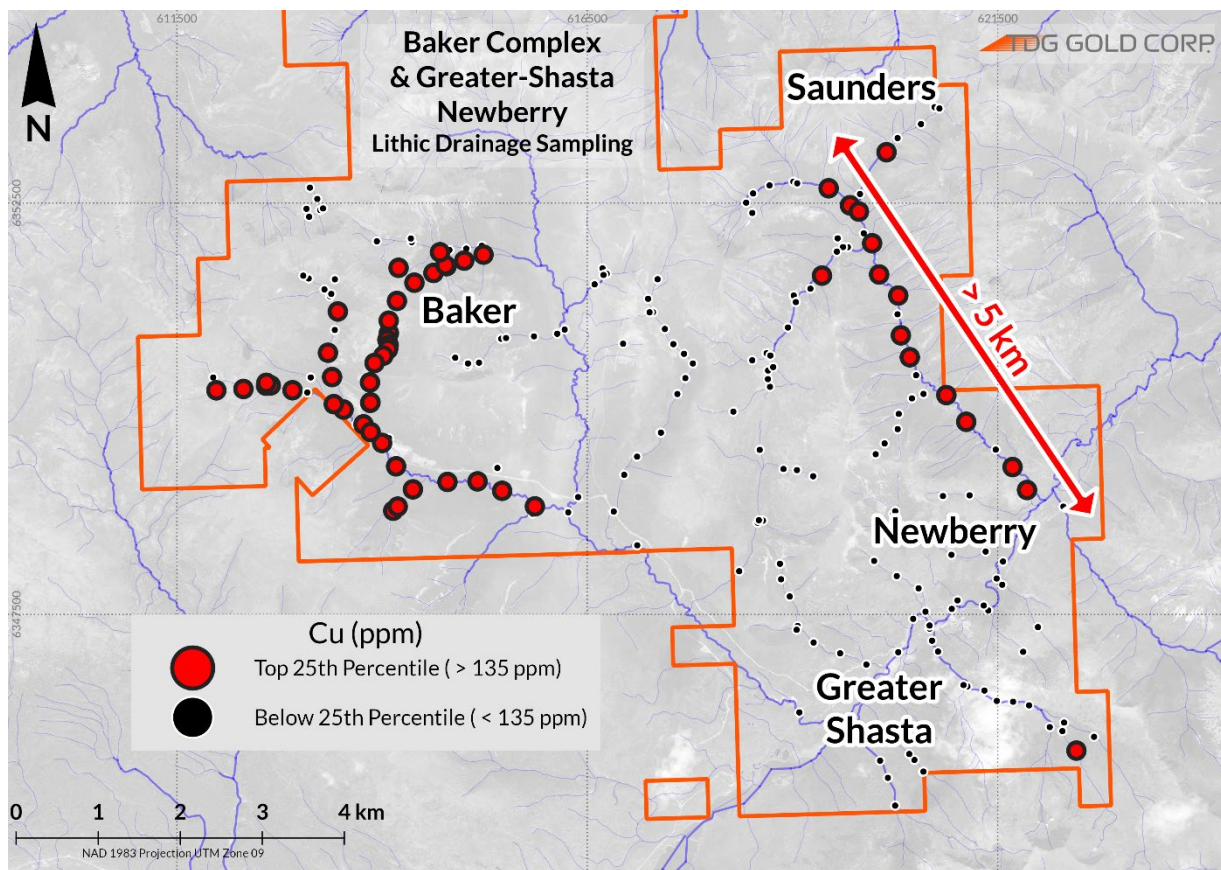 611500
616500
621500
Baker Complex
& Greater-Shasta
Newberry
Lithic Drainage Sampling
TDG GOLD CORP.
N
Saunders
6352500
Baker
> 5 km
Newberry
6347500
Cu (ppm)
Top 25th Percentile ( > 135 ppm)
Below 25th Percentile ( < 135 ppm)
Greater
Shasta
0 1 2 3 4 km
NAD 1983 Projection UTM Zone 09